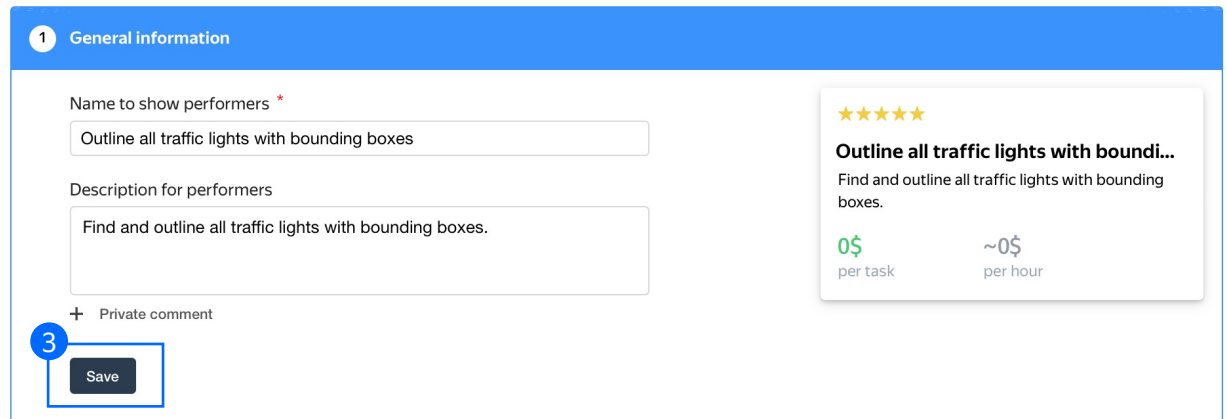 1 General information
Name to show performers *
Outline all traffic lights with bounding boxes
Description for performers
Find and outline all traffic lights with bounding boxes.
+ Private comment
3
Save
Outline all traffic lights with boundi...
Find and outline all traffic lights with bounding
boxes.
0$ ~0$
per task per hour